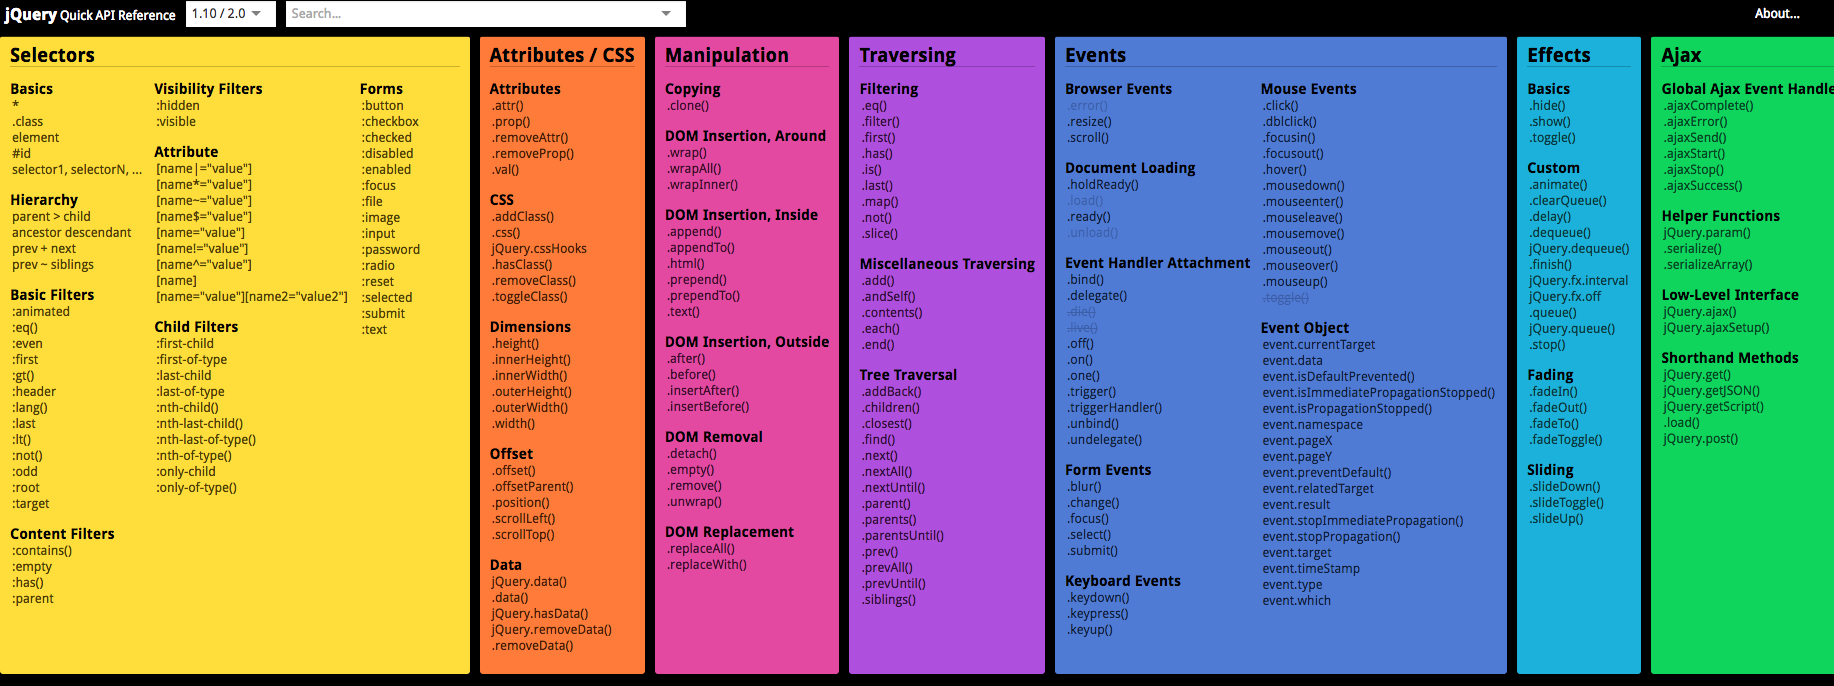 jQuery Quick API Reference
1.10 / 2.0
Search...
About...
Selectors
Basics
*
.class
element
#id
selector1, selectorN, ...
Hierarchy
parent > child
ancestor descendant
prev + next
prev ~ siblings
Basic Filters
:animated
:eq()
:even
:first
:gt()
:header
:lang()
:last
:lt()
:not()
:odd
:root
:target
Content Filters
:contains()
:empty
:has()
:parent
Visibility Filters
:hidden
:visible
Attribute
[name|="value"]
[name*="value"]
[name~="value"]
[name$="value"]
[name="value"]
[name!="value"]
[name^="value"]
[name]
[name="value"][name2="value2"]
Child Filters
:first-child
:first-of-type
:last-child
:last-of-type
:nth-child()
:nth-last-child()
:nth-last-of-type()
:nth-of-type()
:only-child
:only-of-type()
Forms
:button
:checkbox
:checked
:disabled
:enabled
:focus
:file
:image
:input
:password
:radio
:reset
:selected
:submit
:text
Attributes / CSS
Attributes
.attr()
.prop()
.removeAttr()
.removeProp()
.val()
CSS
.addClass()
.css()
jQuery.cssHooks
.hasClass()
.removeClass()
.toggleClass()
Dimensions
.height()
.innerHeight()
.innerWidth()
.outerHeight()
.outerWidth()
.width()
Offset
.offset()
.offsetParent()
.position()
.scrollLeft()
.scrollTop()
Data
jQuery.data()
.data()
jQuery.hasData()
jQuery.removeData()
.removeData()
Manipulation
Copying
.clone()
DOM Insertion, Around
.wrap()
.wrapAll()
.wrapInner()
DOM Insertion, Inside
.append()
.appendTo()
.html()
.prepend()
.prependTo()
.text()
DOM Insertion, Outside
.after()
.before()
.insertAfter()
.insertBefore()
DOM Removal
.detach()
.empty()
.remove()
.unwrap()
DOM Replacement
.replaceAll()
.replaceWith()
Traversing
Filtering
.eq()
.filter()
.first()
.has()
.is()
.last()
.map()
.not()
.slice()
Miscellaneous Traversing
.add()
.andSelf()
.contents()
.each()
.end()
Tree Traversal
.addBack()
.children()
.closest()
.find()
.next()
.nextAll()
.nextUntil()
.parent()
.parents()
.parentsUntil()
.prev()
.prevAll()
.prevUntil()
.siblings()
Events
Browser Events
.error()
.resize()
.scroll()
Document Loading
.holdReady()
.load()
.ready()
.unload()
Event Handler Attachment
.bind()
.delegate()
.die()
.live()
.off()
.on()
.one()
.trigger()
.triggerHandler()
.unbind()
.undelegate()
Form Events
.blur()
.change()
.focus()
.select()
.submit()
Keyboard Events
.keydown()
.keypress()
.keyup()
Mouse Events
.click()
.dblclick()
.focusin()
.focusout()
.hover()
.mousedown()
.mouseenter()
.mouseleave()
.mousemove()
.mouseout()
.mouseover()
.mouseup()
.toggle()
Event Object
event.currentTarget
event.data
event.isDefaultPrevented()
event.isImmediatePropagationStopped()
event.isPropagationStopped()
event.namespace
event.pageX
event.pageY
event.preventDefault()
event.relatedTarget
event.result
event.stopImmediatePropagation()
event.stopPropagation()
event.target
event.timeStamp
event.type
event.which
Effects
Basics
.hide()
.show()
.toggle()
Custom
.animate()
.clearQueue()
.delay()
.dequeue()
jQuery.dequeue()
.finish()
jQuery.fx.interval
jQuery.fx.off
.queue()
jQuery.queue()
.stop()
Fading
.fadeIn()
.fadeOut()
.fadeTo()
.fadeToggle()
Sliding
.slideDown()
.slideToggle()
.slideUp()
Ajax
Global Ajax Event Handle
.ajaxComplete()
.ajaxError()
.ajaxSend()
.ajaxStart()
.ajaxStop()
.ajaxSuccess()
Helper Functions
jQuery.param()
.serialize()
.serializeArray()
Low-Level Interface
jQuery.ajax()
jQuery.ajaxSetup()
Shorthand Methods
jQuery.get()
jQuery.getJSON()
jQuery.getScript()
.load()
jQuery.post()